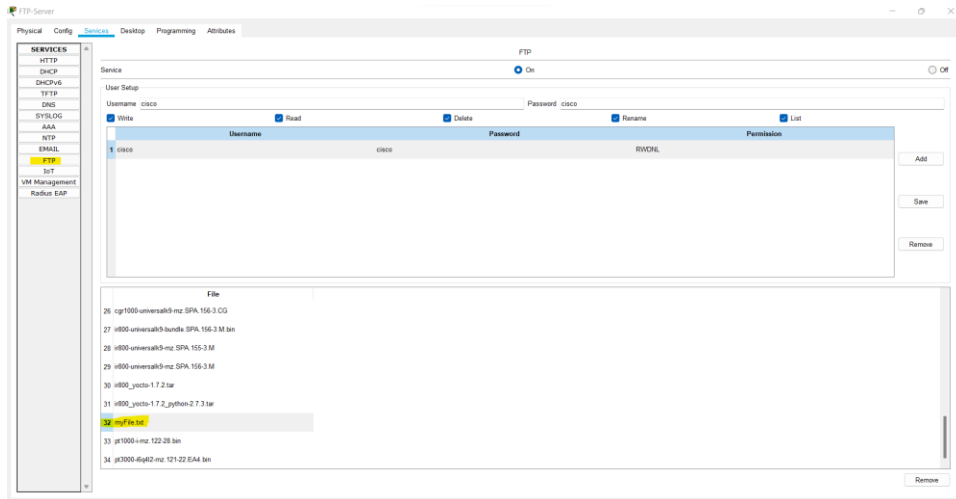 FTP-Server
Physical Config Services Desktop Programming Attributes
SERVICES
HTTP
DHCP
DHCPv6
TFTP
DNS
SYSLOG
AAA
NTP
EMAIL
FTP
IoT
VM Management
Radius EAP
FTP
Service On Off
User Setup
Username cisco Password cisco
Write Read Delete Rename List
Username Password Permission
1 cisco cisco RWDNL
Add
Save
Remove
File
26 cgr1000-universalk9-mz.SPA.156-3.CG
27 ir800-universalk9-bundle.SPA.156-3.M.bin
28 ir800-universalk9-mz.SPA.155-3.M
29 ir800-universalk9-mz.SPA.156-3.M
30 ir800_yocto-1.7.2.tar
31 ir800_yocto-1.7.2_python-2.7.3.tar
32 myFile.txt
33 pt1000-i-mz.122-28.bin
34 pt3000-i6q4l2-mz.121-22.EA4.bin
Remove